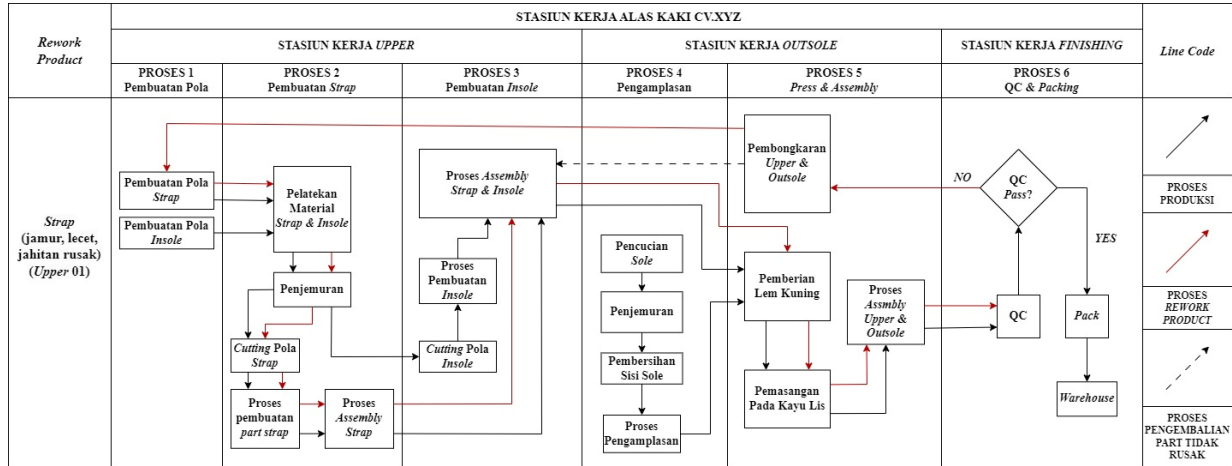 STASIUN KERJA ALAS KAKI CV.XYZ
Rework
Product
STASIUN KERJA UPPER
STASIUN KERJA OUTSOLE
STASIUN KERJA FINISHING
Line Code
PROSES 1
Pembuatan Pola
PROSES 2
Pembuatan Strap
PROSES 3
Pembuatan Insole
PROSES 4
Pengamplasan
PROSES 5
Press & Assembly
PROSES 6
QC & Packing
Strap
(jamur, lecet,
jahitan rusak)
(Upper 01)
Pembuatan Pola
Strap
Pembuatan Pola
Insole
Pelatekan
Material
Strap & Insole
Penjemuran
Cutting Pola
Strap
Proses
pembuatan
part strap
Proses
Assembly
Strap
Proses Assembly
Strap & Insole
Proses
Pembuatan
Insole
Cutting Pola
Insole
Pencucian
Sole
Penjemuran
Pembersihan
Sisi Sole
Proses
Pengamplasan
Pembongkaran
Upper &
Outsole
Pemberian
Lem Kuning
Pemasangan
Pada Kayu Lis
Proses
Assmbly
Upper &
Outsole
NO
QC
Pass?
YES
QC
Pack
Warehouse
PROSES
PRODUKSI
PROSES
REWORK
PRODUCT
PROSES
PENGEMBALIAN
PART TIDAK
RUSAK